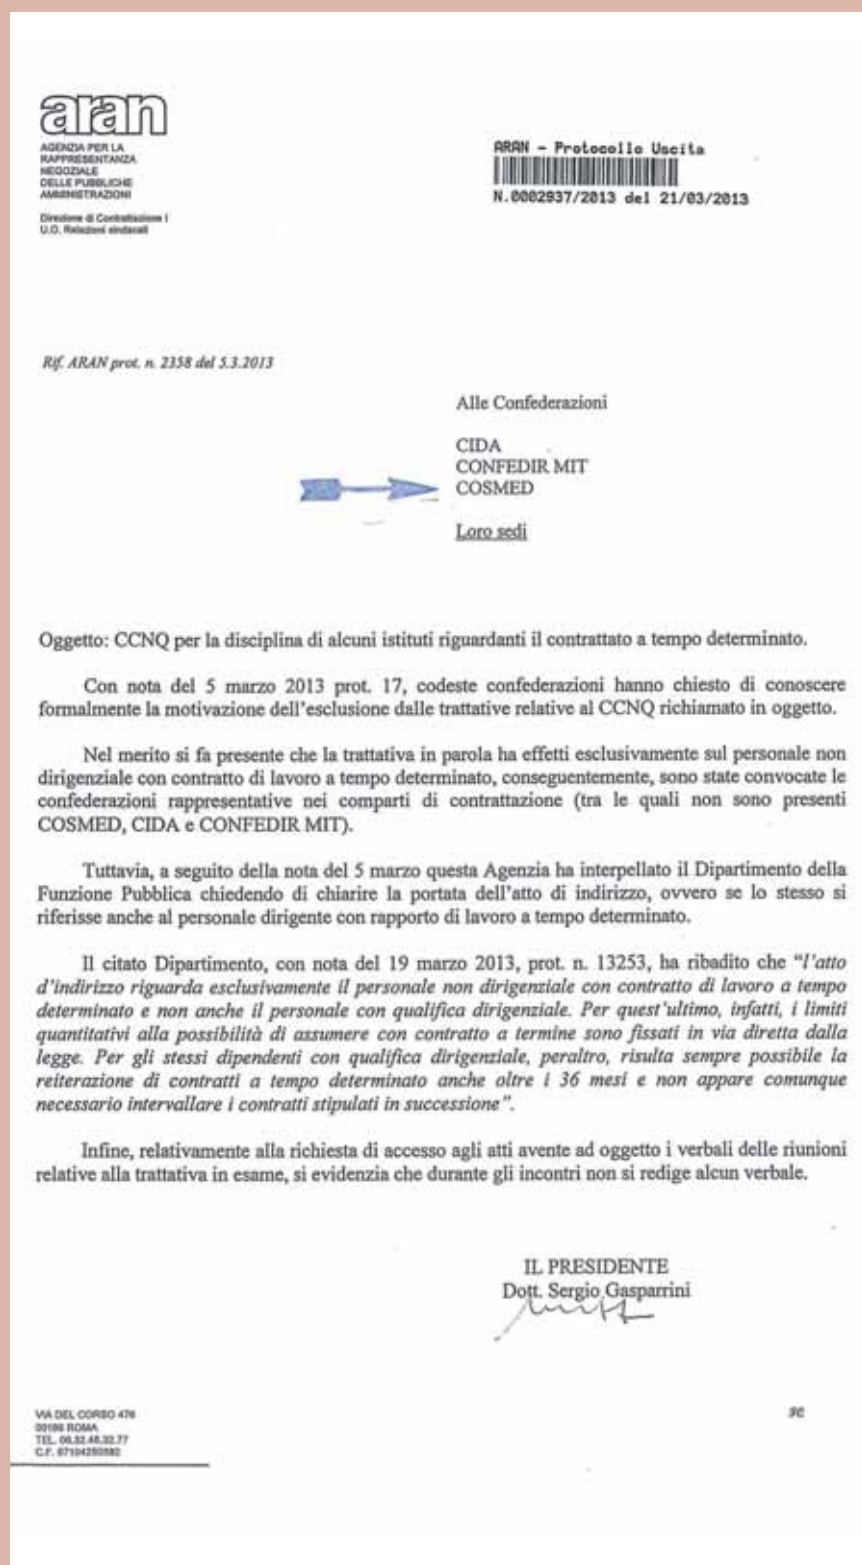 aran
AGENZIA PER LA
RAPPRESENTANZA
NEGOZIALE
DELLE PUBBLICHE
AMMINISTRAZIONI
Direzione di Contrattazione I
U.O. Relazioni sindacali
ARAN - Protocollo Uscita
N.0002937/2013 del 21/03/2013
Rif. ARAN prot. n. 2358 del 5.3.2013
Alle Confederazioni
CIDA
CONFEDIR MIT
COSMED
Loro sedi
Oggetto: CCNQ per la disciplina di alcuni istituti riguardanti il contrattato a tempo determinato.
Con nota del 5 marzo 2013 prot. 17, codeste confederazioni hanno chiesto di conoscere
formalmente la motivazione dell'esclusione dalle trattative relative al CCNQ richiamato in oggetto.
Nel merito si fa presente che la trattativa in parola ha effetti esclusivamente sul personale non
dirigenziale con contratto di lavoro a tempo determinato, conseguentemente, sono state convocate le
confederazioni rappresentative nei comparti di contrattazione (tra le quali non sono presenti
COSMED, CIDA e CONFEDIR MIT).
Tuttavia, a seguito della nota del 5 marzo questa Agenzia ha interpellato il Dipartimento della
Funzione Pubblica chiedendo di chiarire la portata dell'atto di indirizzo, ovvero se lo stesso si
riferisse anche al personale dirigente con rapporto di lavoro a tempo determinato.
Il citato Dipartimento, con nota del 19 marzo 2013, prot. n. 13253, ha ribadito che "l'atto
d'indirizzo riguarda esclusivamente il personale non dirigenziale con contratto di lavoro a tempo
determinato e non anche il personale con qualifica dirigenziale. Per quest'ultimo, infatti, i limiti
quantitativi alla possibilità di assumere con contratto a termine sono fissati in via diretta dalla
legge. Per gli stessi dipendenti con qualifica dirigenziale, peraltro, risulta sempre possibile la
reiterazione di contratti a tempo determinato anche oltre i 36 mesi e non appare comunque
necessario intervallare i contratti stipulati in successione".
Infine, relativamente alla richiesta di accesso agli atti avente ad oggetto i verbali delle riunioni
relative alla trattativa in esame, si evidenzia che durante gli incontri non si redige alcun verbale.
IL PRESIDENTE
Dott. Sergio Gasparrini
VIA DEL CORSO 476
00186 ROMA
TEL. 06.32.48.32.77
C.F. 97104250580